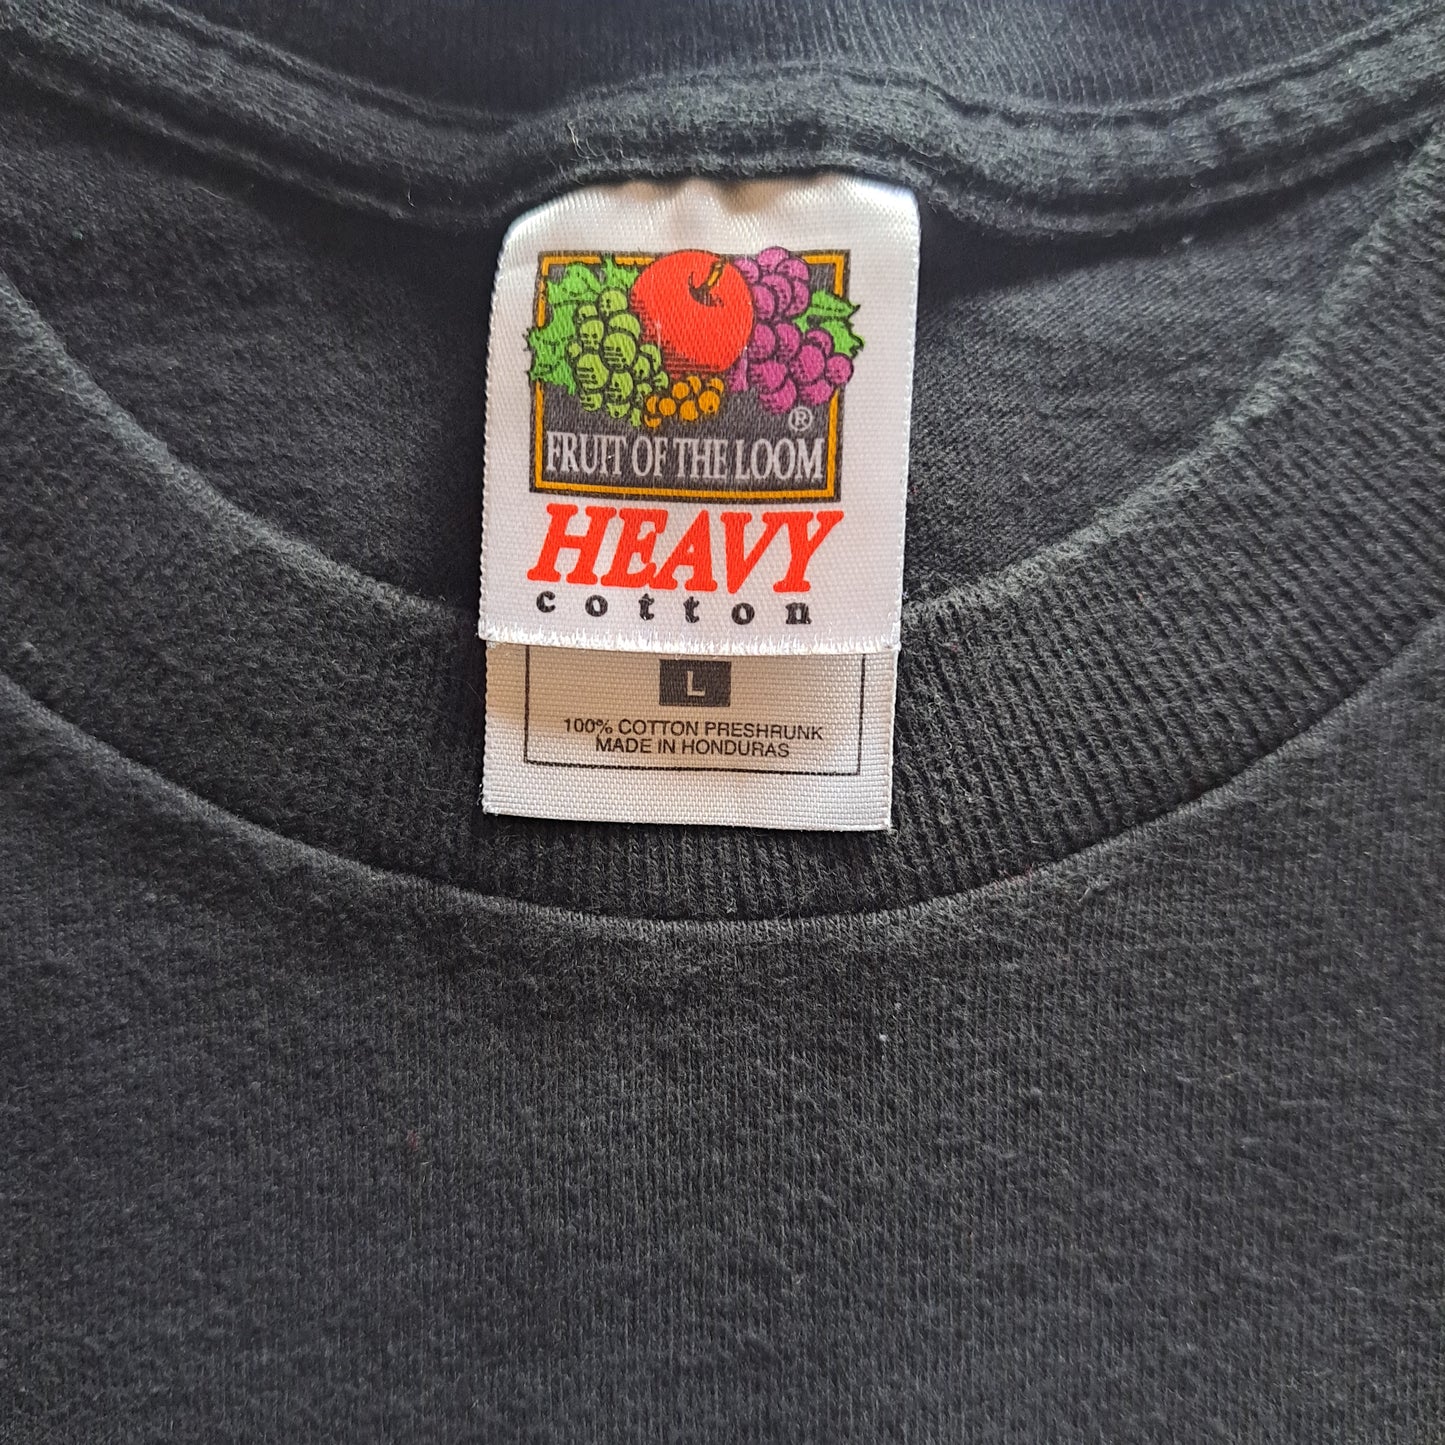 ®
FRUIT OF THE LOOM
HEAVY
cotton
L
100% COTTON PRESHRUNK
MADE IN HONDURAS